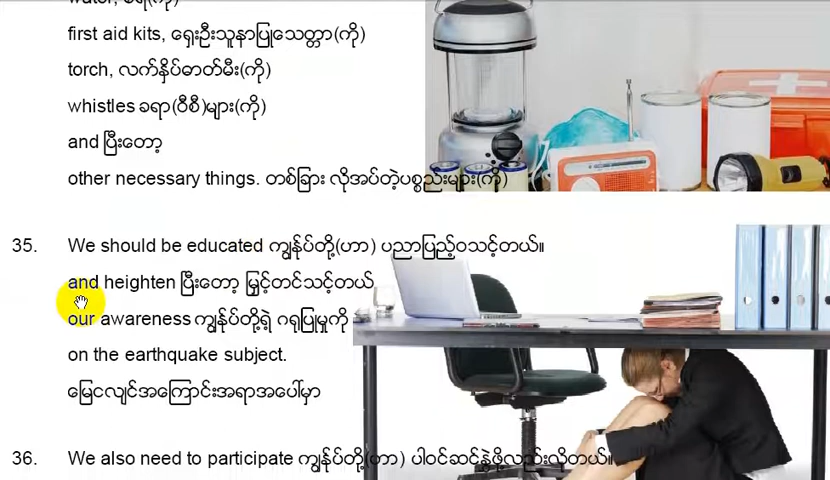 first aid kits, ရှေးဦးသူနာပြုသေတ္တာ(ကို)
torch, လက်နှိပ်ဓာတ်မီး(ကို)
whistles ခရာ(ဝီစီ)များ(ကို)
and ပြီးတော့
other necessary things. တစ်ခြား လိုအပ်တဲ့ပစ္စည်းများ(ကို)
35. We should be educated ကျွန်ုပ်တို့(ဟာ) ပညာပြည့်ဝသင့်တယ်။
and heighten ပြီးတော့ မြှင့်တင်သင့်တယ်
our awareness ကျွန်ုပ်တို့ရဲ့ ဂရုပြုမှုကို
on the earthquake subject.
မြေငလျင်အကြောင်းအရာအပေါ်မှာ
36. We also need to participate ကျွန်ုပ်တို့(ဟာ) ပါဝင်ဆင်နွှဲဖို့လည်းလိုတယ်။